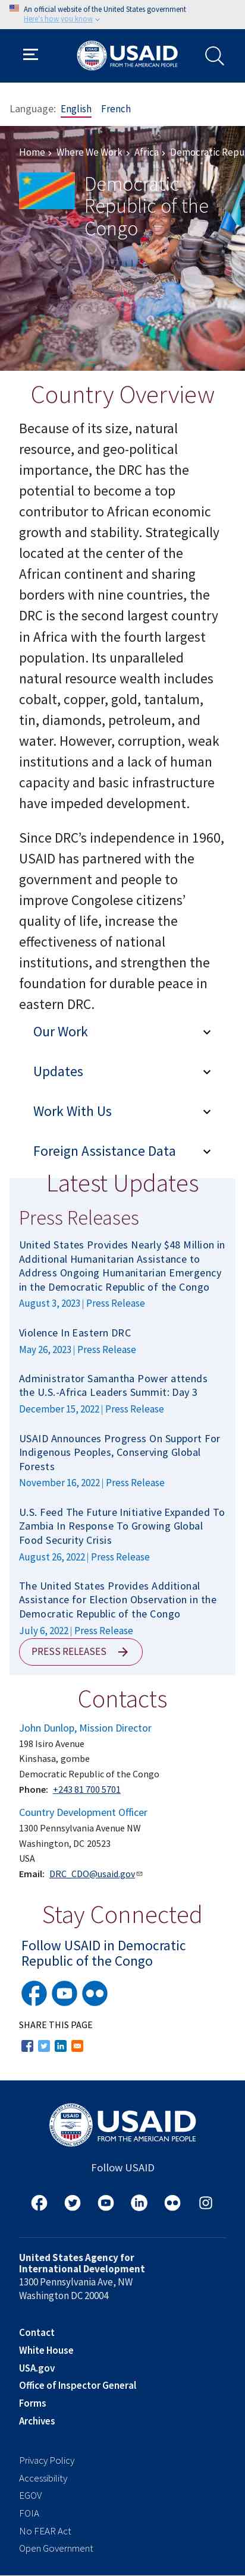 An official website of the United States government
Here's how you know
USAID
FROM THE AMERICAN PEOPLE
Language: English French
Home > Where We Work > Africa > Democratic Repu
Democratic
Republic of the
Congo
Country Overview
Because of its size, natural
resource, and geo-political
importance, the DRC has the
potential to become a top
contributor to African economic
growth and stability. Strategically
located at the center of the
African continent and sharing
borders with nine countries, the
DRC is the second largest country
in Africa with the fourth largest
population. Its unparalleled
natural resource wealth includes
cobalt, copper, gold, tantalum,
tin, diamonds, petroleum, and
water. However, corruption, weak
institutions and a lack of human
capacity and basic infrastructure
have impeded development.
Since DRC's independence in 1960,
USAID has partnered with the
government and people to
improve Congolese citizens'
quality of life, increase the
effectiveness of national
institutions, and strengthen the
foundation for durable peace in
eastern DRC.
Our Work
Updates
Work With Us
Foreign Assistance Data
Latest Updates
Press Releases
United States Provides Nearly $48 Million in
Additional Humanitarian Assistance to
Address Ongoing Humanitarian Emergency
in the Democratic Republic of the Congo
August 3, 2023 | Press Release
Violence In Eastern DRC
May 26, 2023 | Press Release
Administrator Samantha Power attends
the U.S.-Africa Leaders Summit: Day 3
December 15, 2022 | Press Release
USAID Announces Progress On Support For
Indigenous Peoples, Conserving Global
Forests
November 16, 2022 | Press Release
U.S. Feed The Future Initiative Expanded To
Zambia In Response To Growing Global
Food Security Crisis
August 26, 2022 | Press Release
The United States Provides Additional
Assistance for Election Observation in the
Democratic Republic of the Congo
July 6, 2022 | Press Release
PRESS RELEASES
Contacts
John Dunlop, Mission Director
198 Isiro Avenue
Kinshasa, gombe
Democratic Republic of the Congo
Phone: +243 81 700 5701
Country Development Officer
1300 Pennsylvania Avenue NW
Washington, DC 20523
USA
Email: DRC_CDO@usaid.gov
Stay Connected
Follow USAID in Democratic
Republic of the Congo
SHARE THIS PAGE
USAID
FROM THE AMERICAN PEOPLE
Follow USAID
United States Agency for
International Development
1300 Pennsylvania Ave, NW
Washington DC 20004
Contact
White House
USA.gov
Office of Inspector General
Forms
Archives
Privacy Policy
Accessibility
EGOV
FOIA
No FEAR Act
Open Government